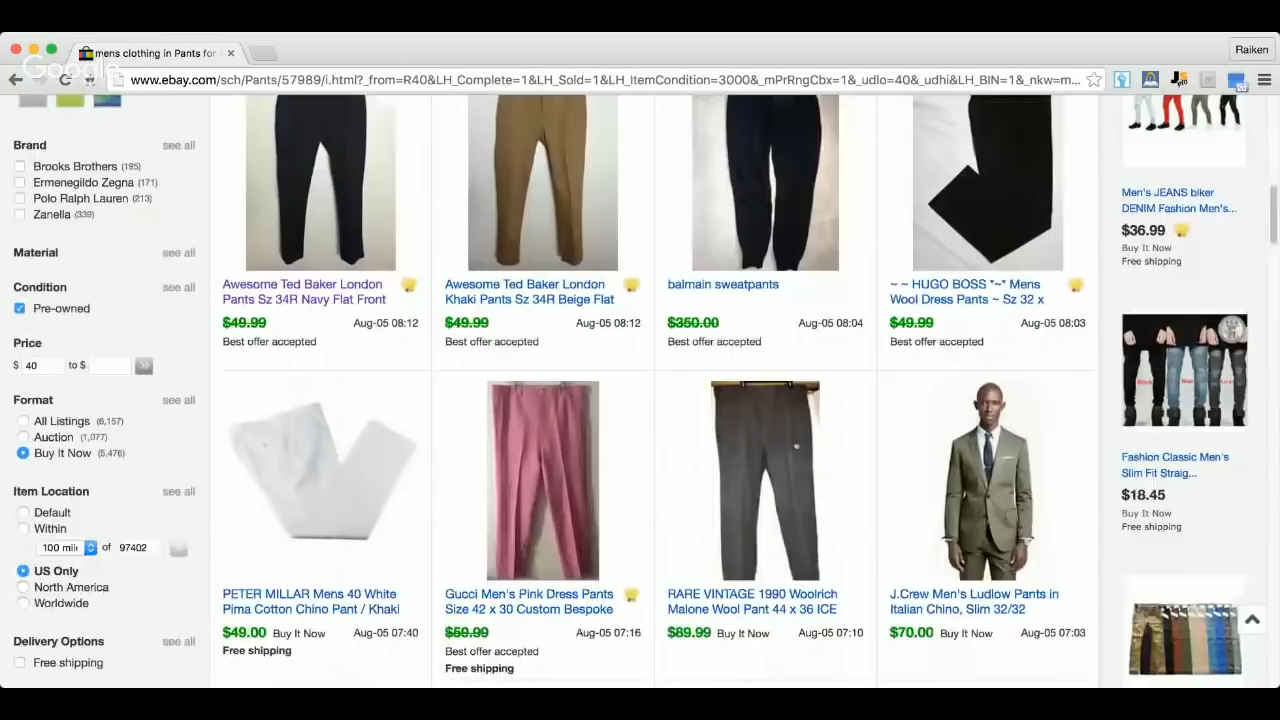 mens clothing in Pants for
Raiken
Google
www.ebay.com/sch/Pants/57989/i.html?_from=R40&LH_Complete=1&LH_Sold=1&LH_ItemCondition=3000&_mPrRngCbx=1&_udlo=40&_udhi&LH_BIN=1&_nkw=m...
Brand see all
Brooks Brothers (195)
Ermenegildo Zegna (171)
Polo Ralph Lauren (213)
Zanella (339)
Material see all
Condition see all
Pre-owned
Price
$ 40 to $
Format see all
All Listings (6,157)
Auction (1,077)
Buy It Now (5,476)
Item Location see all
Default
Within
100 mil of 97402
US Only
North America
Worldwide
Delivery Options see all
Free shipping
Awesome Ted Baker London
Pants Sz 34R Navy Flat Front
$49.99 Aug-05 08:12
Best offer accepted
Awesome Ted Baker London
Khaki Pants Sz 34R Beige Flat
$49.99 Aug-05 08:12
Best offer accepted
balmain sweatpants
$350.00 Aug-05 08:04
Best offer accepted
~ ~ HUGO BOSS *~* Mens
Wool Dress Pants ~ Sz 32 x
$49.99 Aug-05 08:03
Best offer accepted
PETER MILLAR Mens 40 White
Pima Cotton Chino Pant / Khaki
$49.00 Buy It Now Aug-05 07:40
Free shipping
Gucci Men's Pink Dress Pants
Size 42 x 30 Custom Bespoke
$59.99 Aug-05 07:16
Best offer accepted
Free shipping
RARE VINTAGE 1990 Woolrich
Malone Wool Pant 44 x 36 ICE
$89.99 Buy It Now Aug-05 07:10
J.Crew Men's Ludlow Pants in
Italian Chino, Slim 32/32
$70.00 Buy It Now Aug-05 07:03
Men's JEANS biker
DENIM Fashion Men's...
$36.99
Buy It Now
Free shipping
Fashion Classic Men's
Slim Fit Straig...
$18.45
Buy It Now
Free shipping